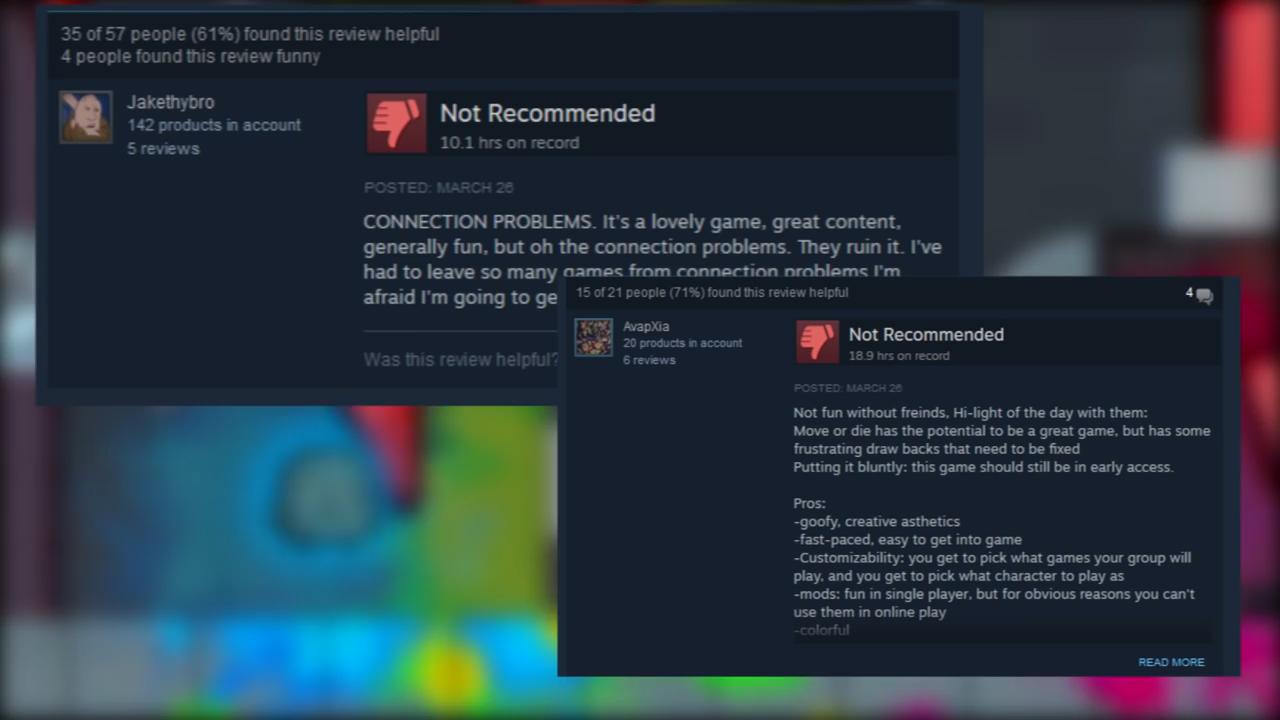 35 of 57 people (61%) found this review helpful
4 people found this review funny
Jakethybro
142 products in account
5 reviews
Not Recommended
10.1 hrs on record
POSTED: MARCH 26
CONNECTION PROBLEMS. It's a lovely game, great content,
generally fun, but oh the connection problems. They ruin it. I've
had to leave so many games from connection problems I'm
afraid I'm going to ge
Was this review helpful?
15 of 21 people (71%) found this review helpful
4
AvapXia
20 products in account
6 reviews
Not Recommended
18.9 hrs on record
POSTED: MARCH 26
Not fun without freinds, Hi-light of the day with them:
Move or die has the potential to be a great game, but has some
frustrating draw backs that need to be fixed
Putting it bluntly: this game should still be in early access.
Pros:
-goofy, creative asthetics
-fast-paced, easy to get into game
-Customizability: you get to pick what games your group will
play, and you get to pick what character to play as
-mods: fun in single player, but for obvious reasons you can't
use them in online play
-colorful
READ MORE